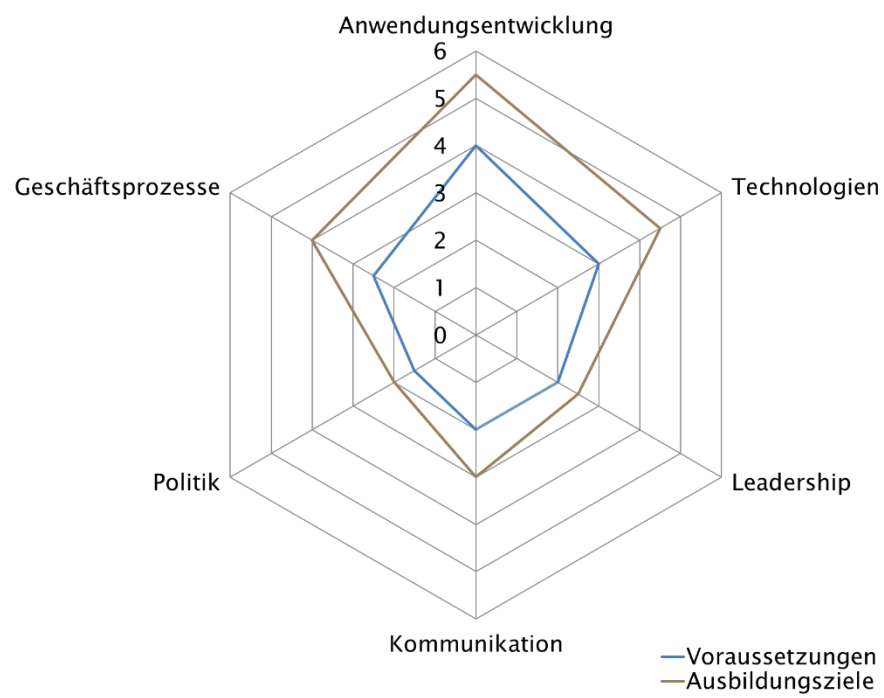 Anwendungsentwicklung
6
5
4
3
2
1
0
Geschäftsprozesse
Technologien
Politik
Leadership
Kommunikation
Voraussetzungen
Ausbildungsziele